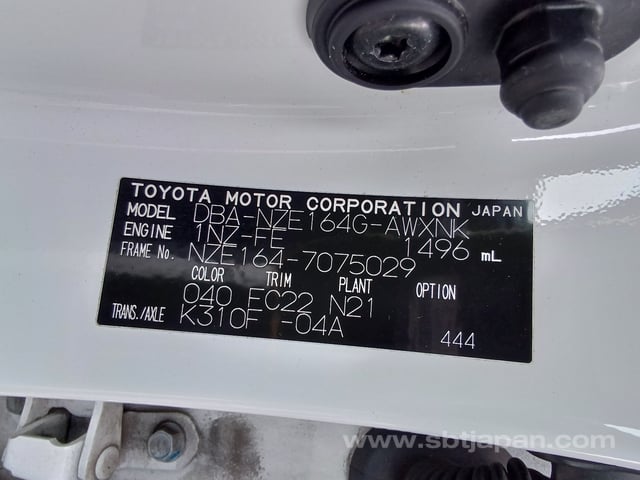 TOYOTA MOTOR CORPORATION JAPAN
MODEL DBA-NZE164G-AWXNK
ENGINE 1NZ-FE 1496 mL
FRAME No. NZE164-7075029
COLOR TRIM PLANT OPTION
040 FC22 N21
TRANS./AXLE K310F -04A 444
www.sbtjapan.com